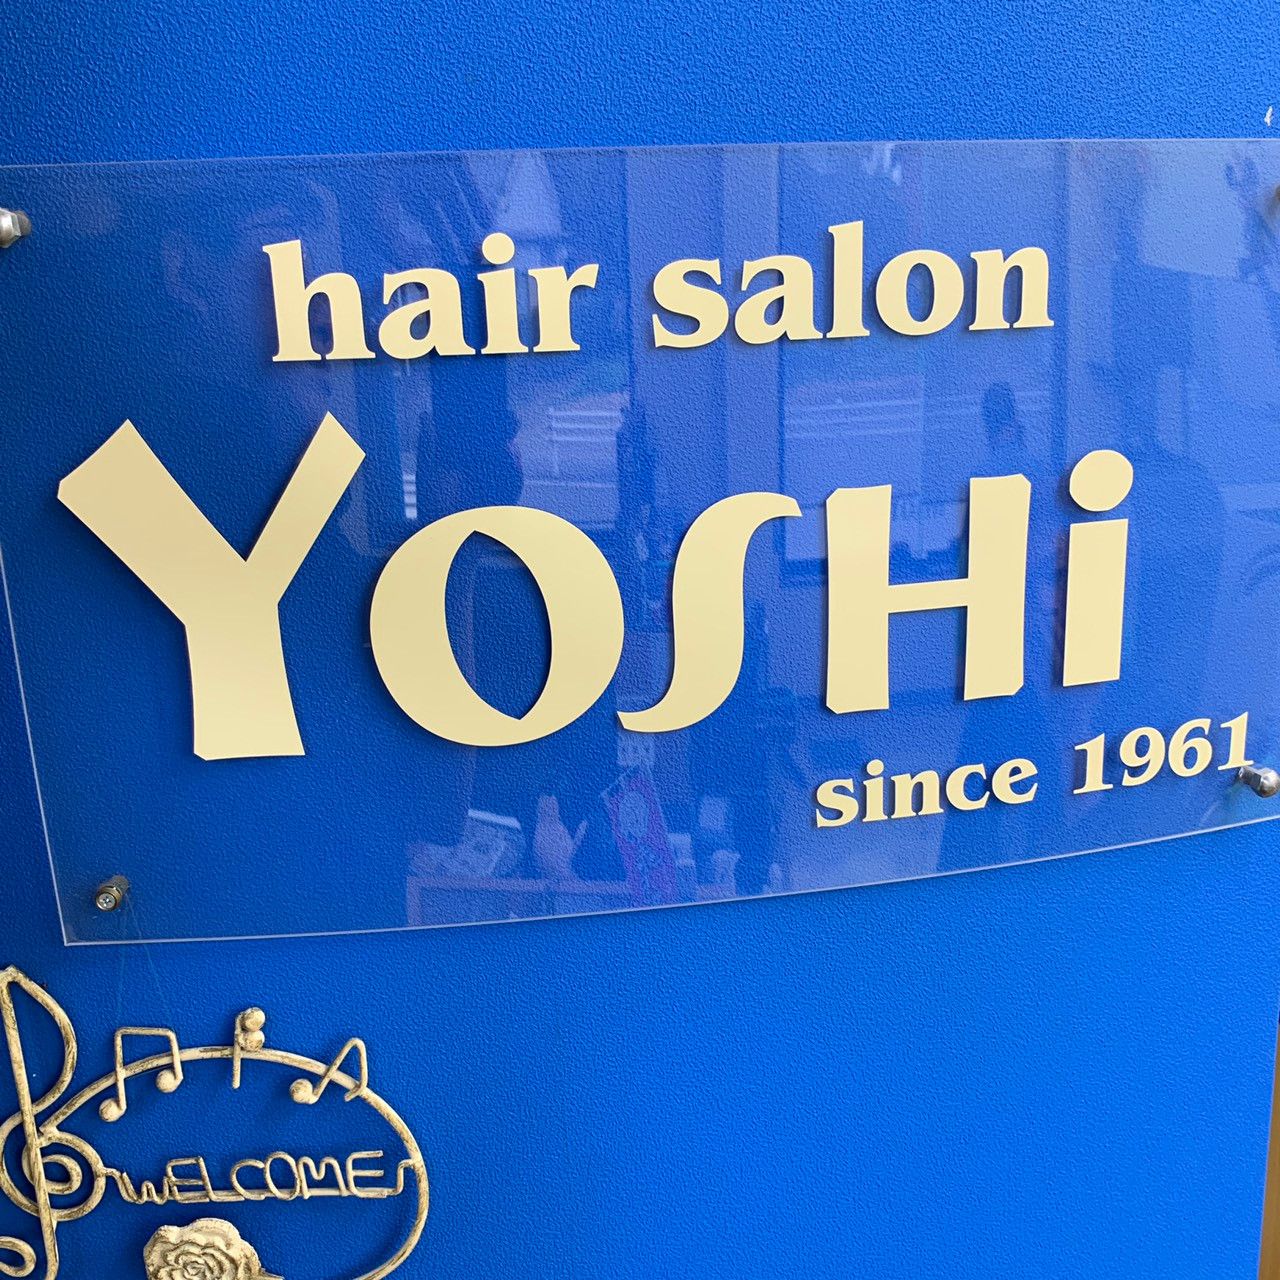 hair salon
YOSHi
since 1961
WELCOME